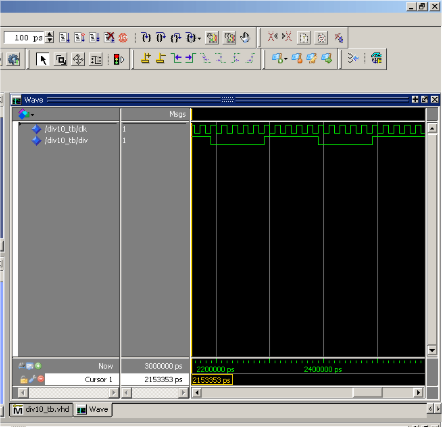 100 ps
Wave
Msgs
/div10_tb/clk 1
/div10_tb/div 1
Now 3000000 ps 2200000 ps 2400000 ps
Cursor 1 2153353 ps 2153353 ps
div10_tb.vhd Wave